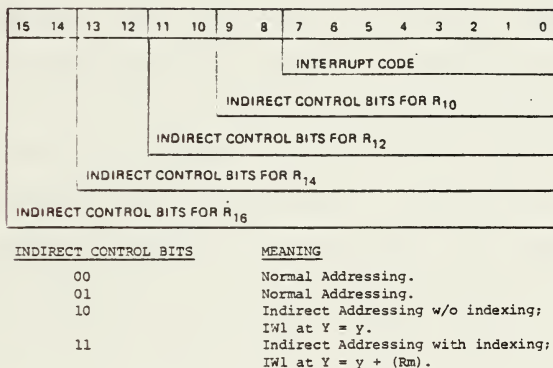 15 14 13 12 11 10 9 8 7 6 5 4 3 2 1 0
INTERRUPT CODE
INDIRECT CONTROL BITS FOR R10
INDIRECT CONTROL BITS FOR R12
INDIRECT CONTROL BITS FOR R14
INDIRECT CONTROL BITS FOR R16
INDIRECT CONTROL BITS MEANING
00 Normal Addressing.
01 Normal Addressing.
10 Indirect Addressing w/o indexing;
IW1 at Y = y.
11 Indirect Addressing with indexing;
IW1 at Y = y + (Rm).